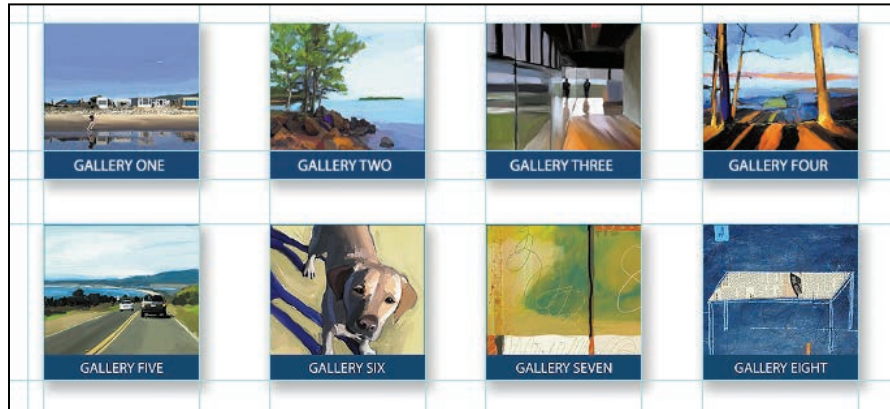 GALLERY ONE
GALLERY TWO
GALLERY THREE
GALLERY FOUR
GALLERY FIVE
GALLERY SIX
GALLERY SEVEN
GALLERY EIGHT